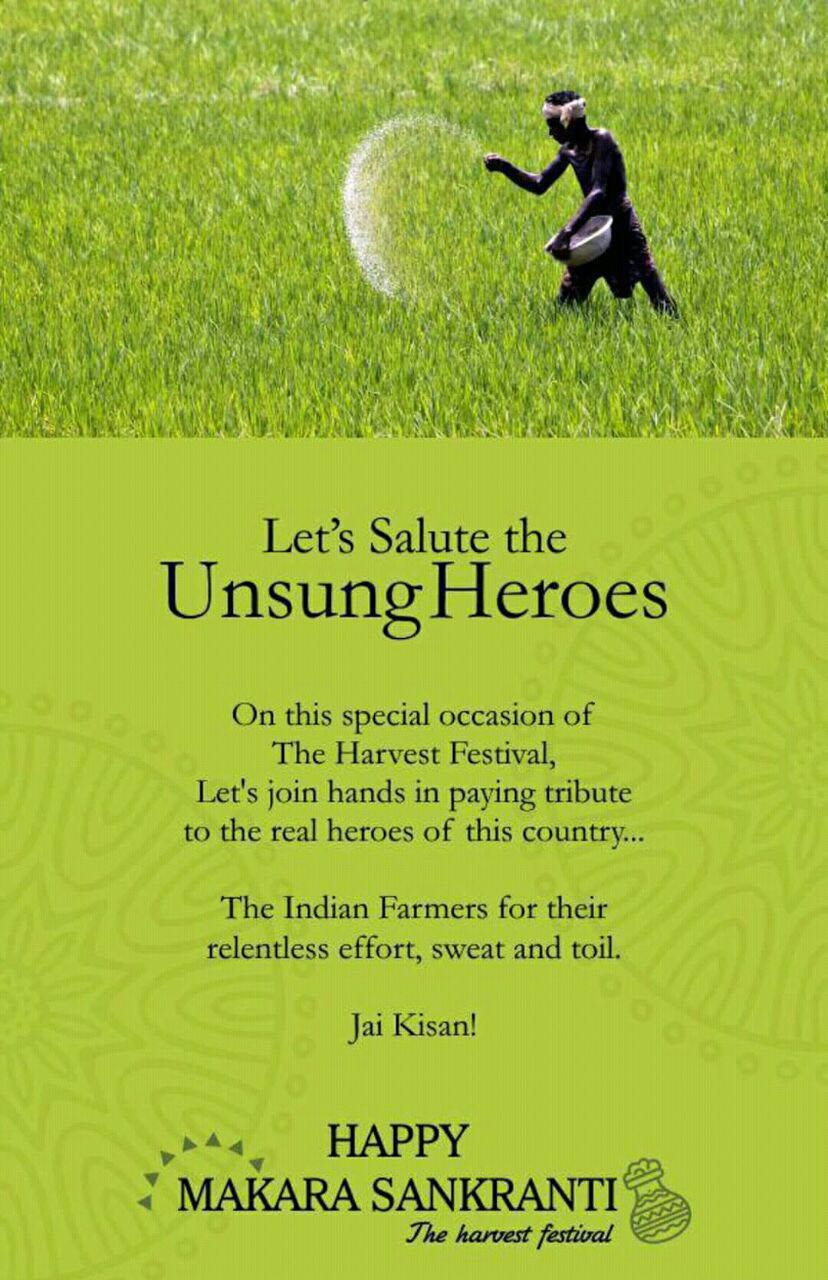 Let’s Salute the
Unsung Heroes
On this special occasion of
The Harvest Festival,
Let's join hands in paying tribute
to the real heroes of this country...
The Indian Farmers for their
relentless effort, sweat and toil.
Jai Kisan!
HAPPY
MAKARA SANKRANTI
The harvest festival